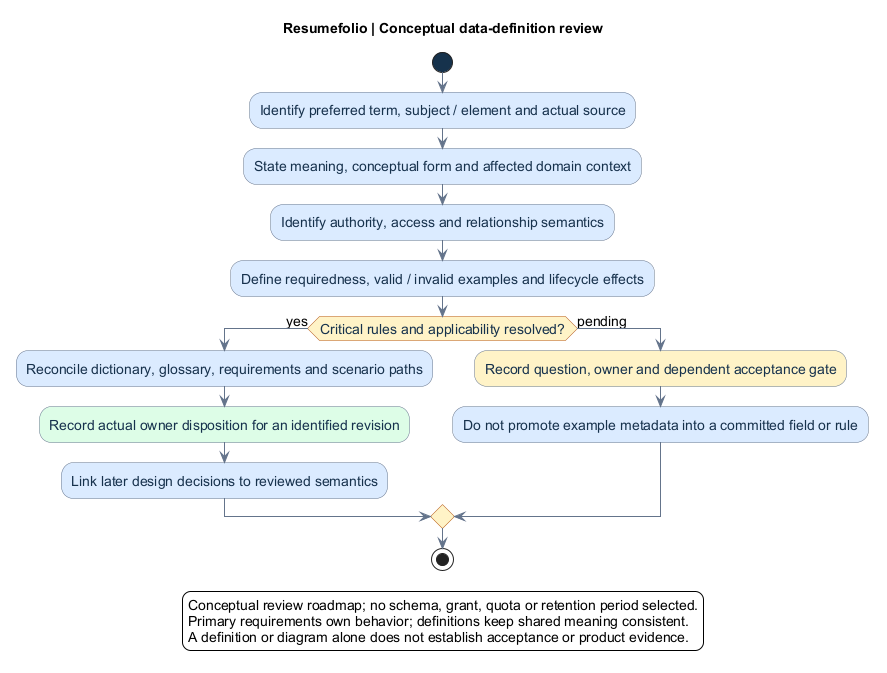 Resumefolio | Conceptual data-definition review
Identify preferred term, subject / element and actual source
State meaning, conceptual form and affected domain context
Identify authority, access and relationship semantics
Define requiredness, valid / invalid examples and lifecycle effects
Critical rules and applicability resolved?
yes
pending
Reconcile dictionary, glossary, requirements and scenario paths
Record actual owner disposition for an identified revision
Link later design decisions to reviewed semantics
Record question, owner and dependent acceptance gate
Do not promote example metadata into a committed field or rule
Conceptual review roadmap; no schema, grant, quota or retention period selected.
Primary requirements own behavior; definitions keep shared meaning consistent.
A definition or diagram alone does not establish acceptance or product evidence.